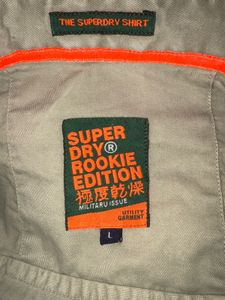 THE SUPERDRY SHIRT
SUPER
DRY®
ROOKIE
EDITION
極度乾燥
MILITARU ISSUE
UTILITY
GARMENT
L